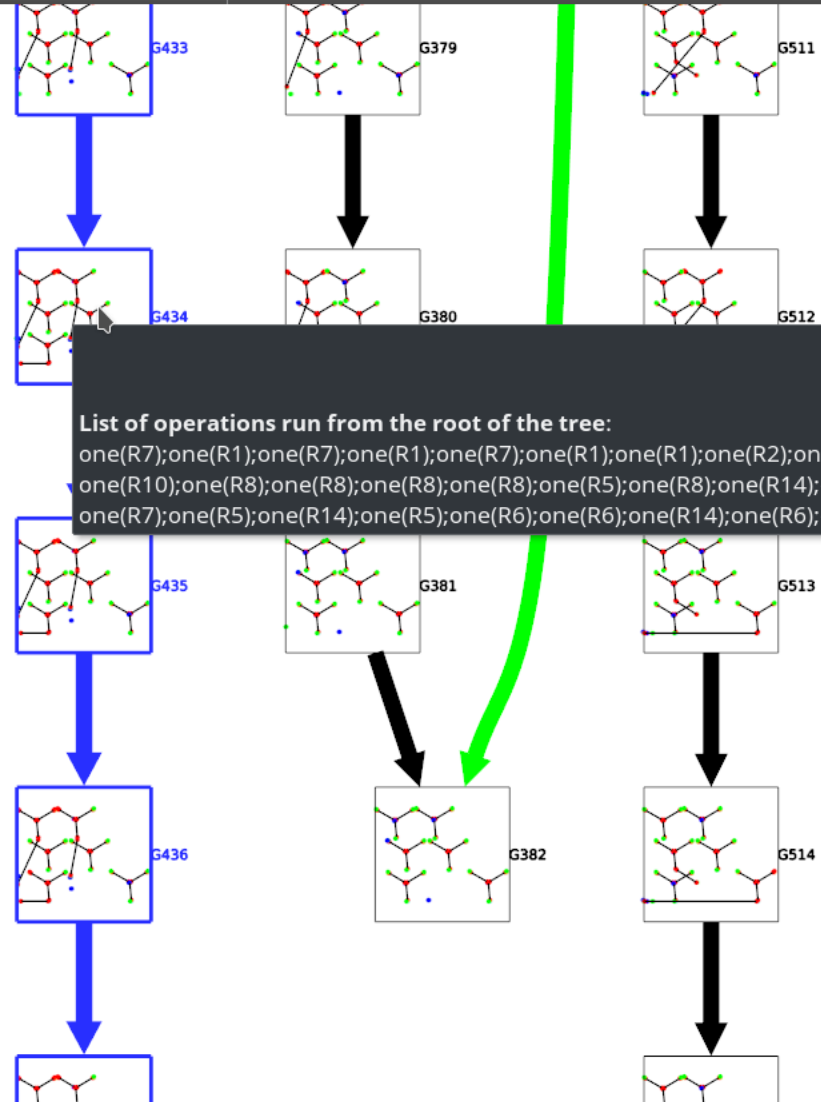 G433
G379
G511
G434
G380
G512
List of operations run from the root of the tree:
one(R7);one(R1);one(R7);one(R1);one(R7);one(R1);one(R1);one(R2);on
one(R10);one(R8);one(R8);one(R8);one(R8);one(R5);one(R8);one(R14);
one(R7);one(R5);one(R14);one(R5);one(R6);one(R6);one(R14);one(R6);
G435
G381
G513
G436
G382
G514